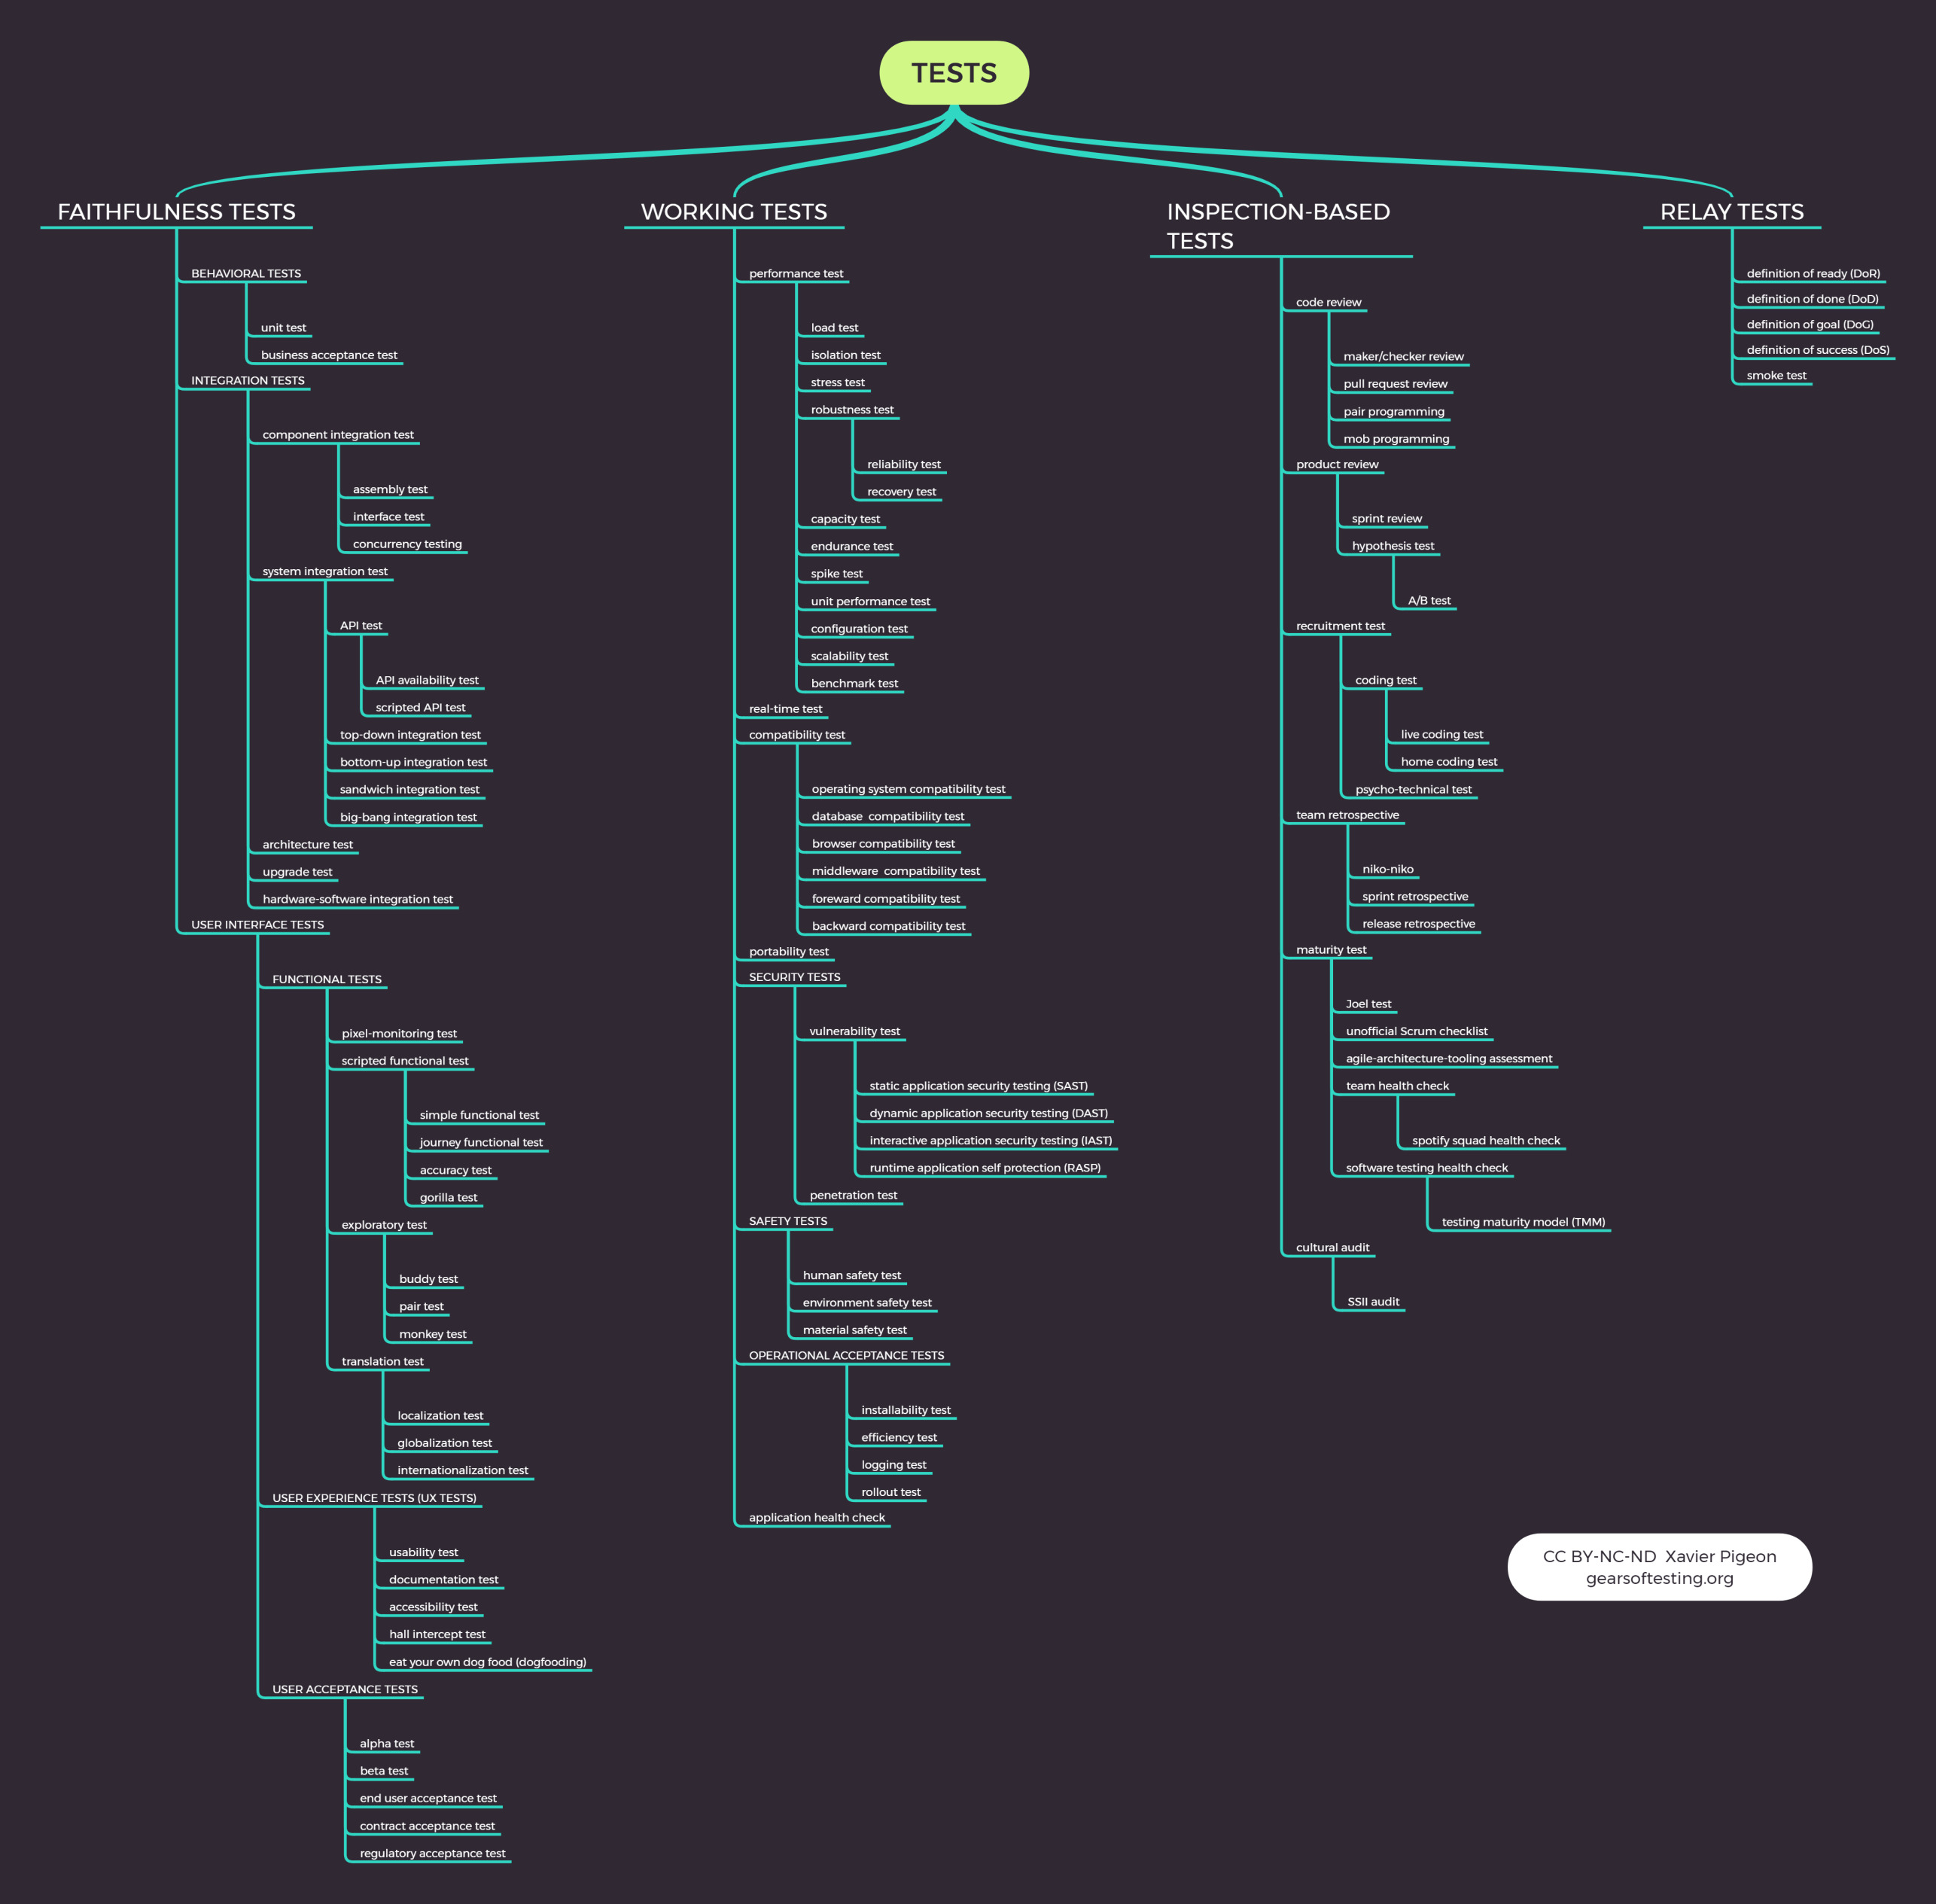 TESTS
FAITHFULNESS TESTS
BEHAVIORAL TESTS
unit test
business acceptance test
INTEGRATION TESTS
component integration test
assembly test
interface test
concurrency testing
system integration test
API test
API availability test
scripted API test
top-down integration test
bottom-up integration test
sandwich integration test
big-bang integration test
architecture test
upgrade test
hardware-software integration test
USER INTERFACE TESTS
FUNCTIONAL TESTS
pixel-monitoring test
scripted functional test
simple functional test
journey functional test
accuracy test
gorilla test
exploratory test
buddy test
pair test
monkey test
translation test
localization test
globalization test
internationalization test
USER EXPERIENCE TESTS (UX TESTS)
usability test
documentation test
accessibility test
hall intercept test
eat your own dog food (dogfooding)
USER ACCEPTANCE TESTS
alpha test
beta test
end user acceptance test
contract acceptance test
regulatory acceptance test
WORKING TESTS
performance test
load test
isolation test
stress test
robustness test
reliability test
recovery test
capacity test
endurance test
spike test
unit performance test
configuration test
scalability test
benchmark test
real-time test
compatibility test
operating system compatibility test
database  compatibility test
browser compatibility test
middleware  compatibility test
foreward compatibility test
backward compatibility test
portability test
SECURITY TESTS
vulnerability test
static application security testing (SAST)
dynamic application security testing (DAST)
interactive application security testing (IAST)
runtime application self protection (RASP)
penetration test
SAFETY TESTS
human safety test
environment safety test
material safety test
OPERATIONAL ACCEPTANCE TESTS
installability test
efficiency test
logging test
rollout test
application health check
INSPECTION-BASED
TESTS
code review
maker/checker review
pull request review
pair programming
mob programming
product review
sprint review
hypothesis test
A/B test
recruitment test
coding test
live coding test
home coding test
psycho-technical test
team retrospective
niko-niko
sprint retrospective
release retrospective
maturity test
Joel test
unofficial Scrum checklist
agile-architecture-tooling assessment
team health check
spotify squad health check
software testing health check
testing maturity model (TMM)
cultural audit
SSII audit
RELAY TESTS
definition of ready (DoR)
definition of done (DoD)
definition of goal (DoG)
definition of success (DoS)
smoke test
CC BY-NC-ND  Xavier Pigeon
gearsoftesting.org